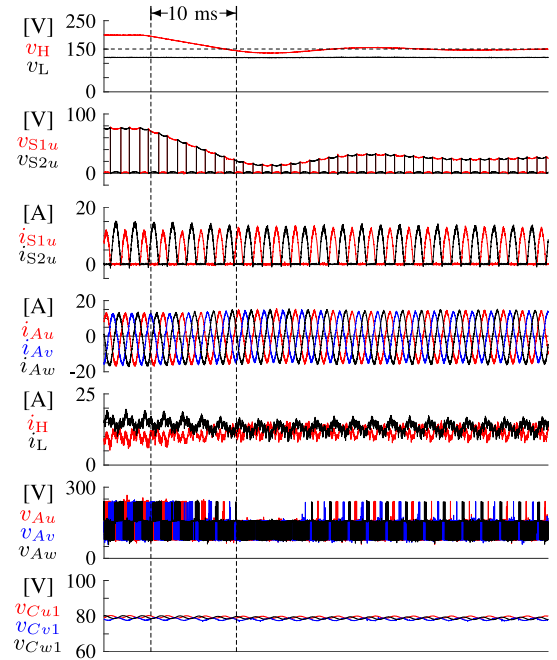 10 ms
[V] 250
v_H 150
v_L
0
[V] 100
v_S1u
v_S2u 0
[A] 20
i_S1u
i_S2u 0
[A] 20
i_Au 0
i_Av
i_Aw -20
[A] 25
i_H
i_L
0
[V] 300
v_Au
v_Av
v_Aw 0
[V] 100
v_Cu1 80
v_Cv1
v_Cw1 60